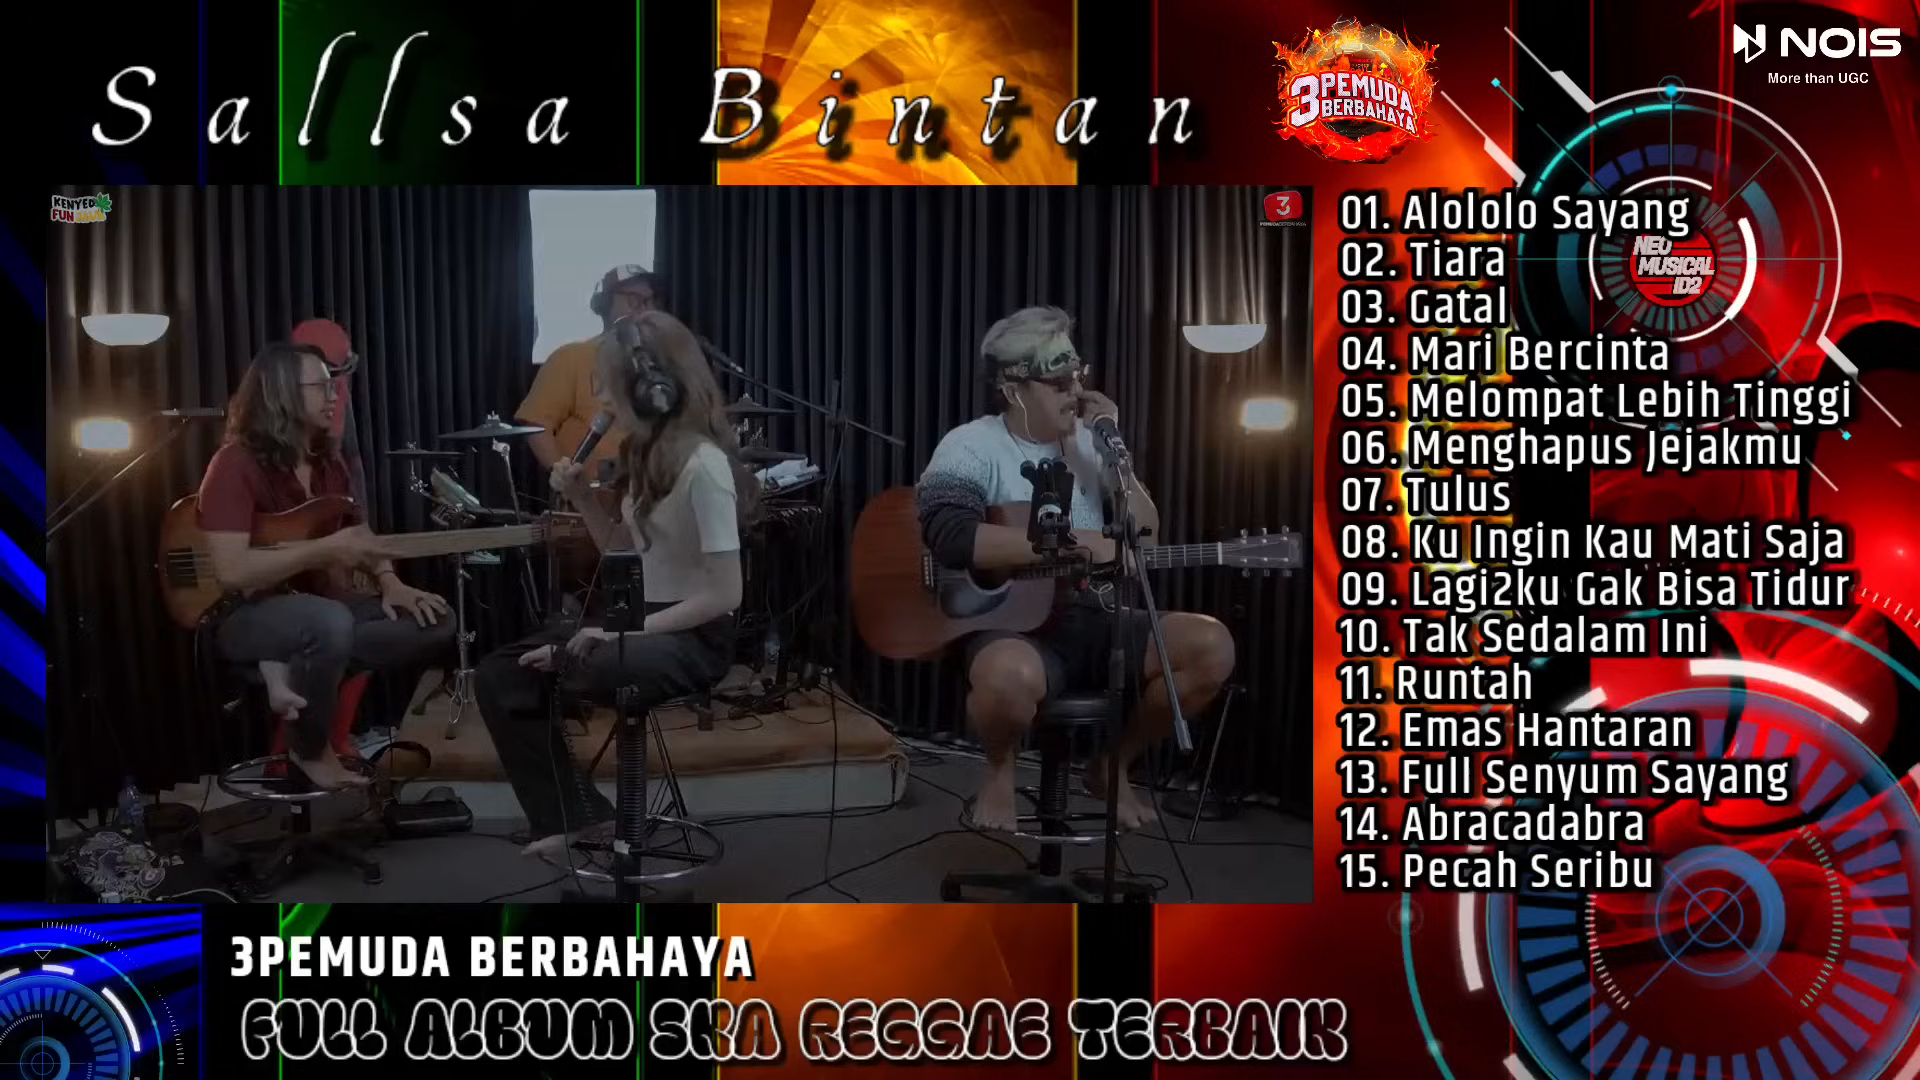 Sallsa Bintan
3PEMUDA
BERBAHAYA
NOIS
More than UGC
KENYED
FUN
3
01. Alololo Sayang
02. Tiara
03. Gatal
04. Mari Bercinta
05. Melompat Lebih Tinggi
06. Menghapus Jejakmu
07. Tulus
08. Ku Ingin Kau Mati Saja
09. Lagi2ku Gak Bisa Tidur
10. Tak Sedalam Ini
11. Runtah
12. Emas Hantaran
13. Full Senyum Sayang
14. Abracadabra
15. Pecah Seribu
NEO
MUSICAL
ID2
3PEMUDA BERBAHAYA
FULL ALBUM SKA REGGAE TERBAIK